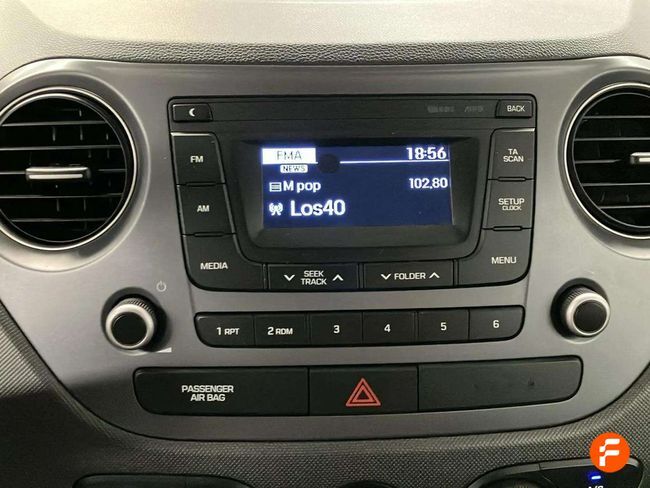 BACK
FM
FMA
18:56
TA
SCAN
NEWS
M pop
102,80
AM
Los40
SETUP
CLOCK
MEDIA
SEEK
TRACK
FOLDER
MENU
1 RPT
2 RDM
3
4
5
6
PASSENGER
AIR BAG